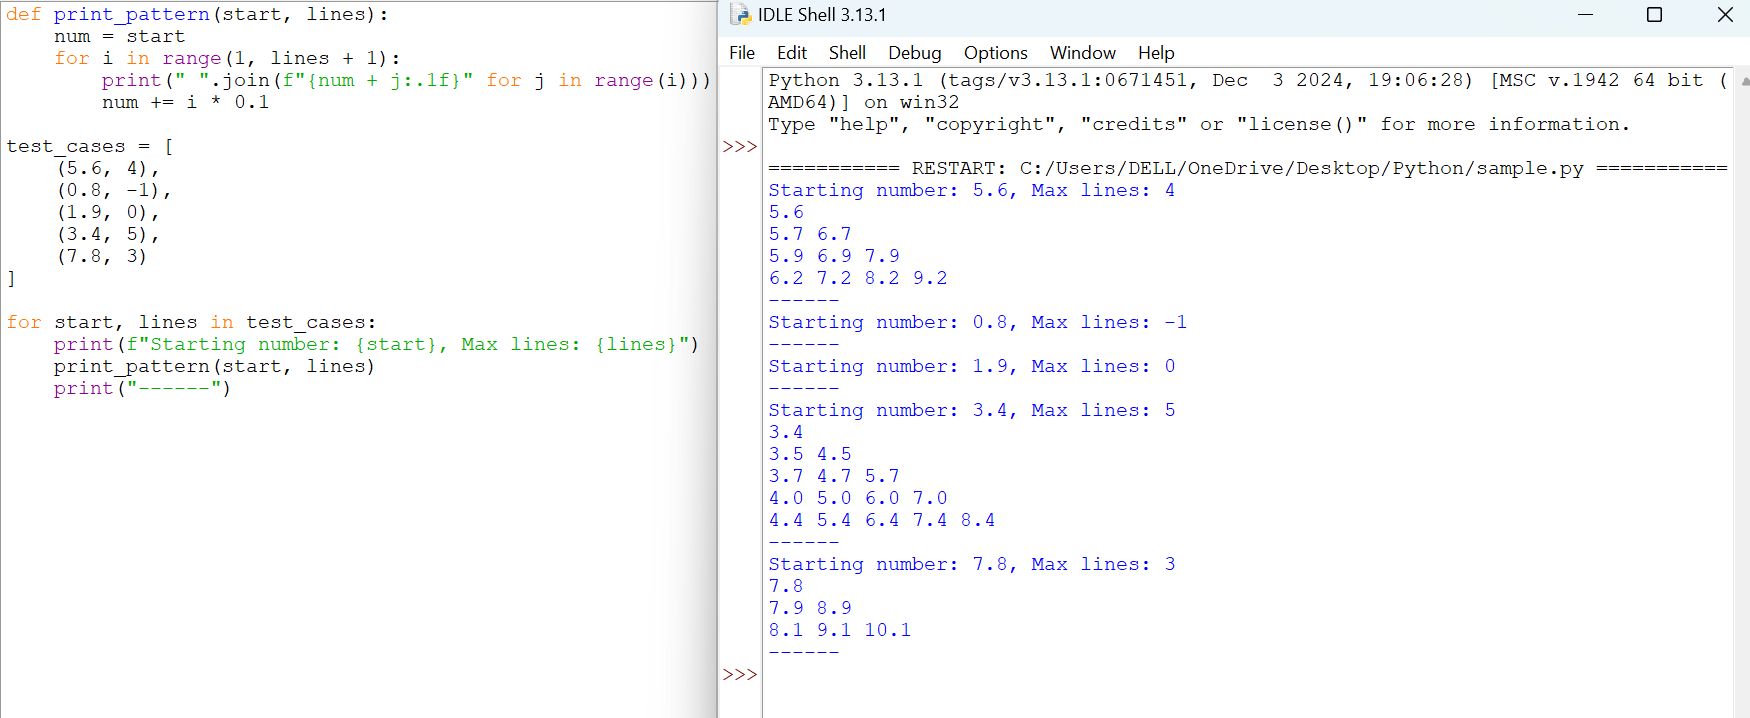 def print_pattern(start, lines):
    num = start
    for i in range(1, lines + 1):
        print(" ".join(f"{num + j:.1f}" for j in range(i)))
        num += i * 0.1

test_cases = [
    (5.6, 4),
    (0.8, -1),
    (1.9, 0),
    (3.4, 5),
    (7.8, 3)
]

for start, lines in test_cases:
    print(f"Starting number: {start}, Max lines: {lines}")
    print_pattern(start, lines)
    print("------")
IDLE Shell 3.13.1
File Edit Shell Debug Options Window Help
Python 3.13.1 (tags/v3.13.1:0671451, Dec  3 2024, 19:06:28) [MSC v.1942 64 bit (
AMD64)] on win32
Type "help", "copyright", "credits" or "license()" for more information.
>>>
=========== RESTART: C:/Users/DELL/OneDrive/Desktop/Python/sample.py ===========
Starting number: 5.6, Max lines: 4
5.6
5.7 6.7
5.9 6.9 7.9
6.2 7.2 8.2 9.2
------
Starting number: 0.8, Max lines: -1
------
Starting number: 1.9, Max lines: 0
------
Starting number: 3.4, Max lines: 5
3.4
3.5 4.5
3.7 4.7 5.7
4.0 5.0 6.0 7.0
4.4 5.4 6.4 7.4 8.4
------
Starting number: 7.8, Max lines: 3
7.8
7.9 8.9
8.1 9.1 10.1
------
>>>